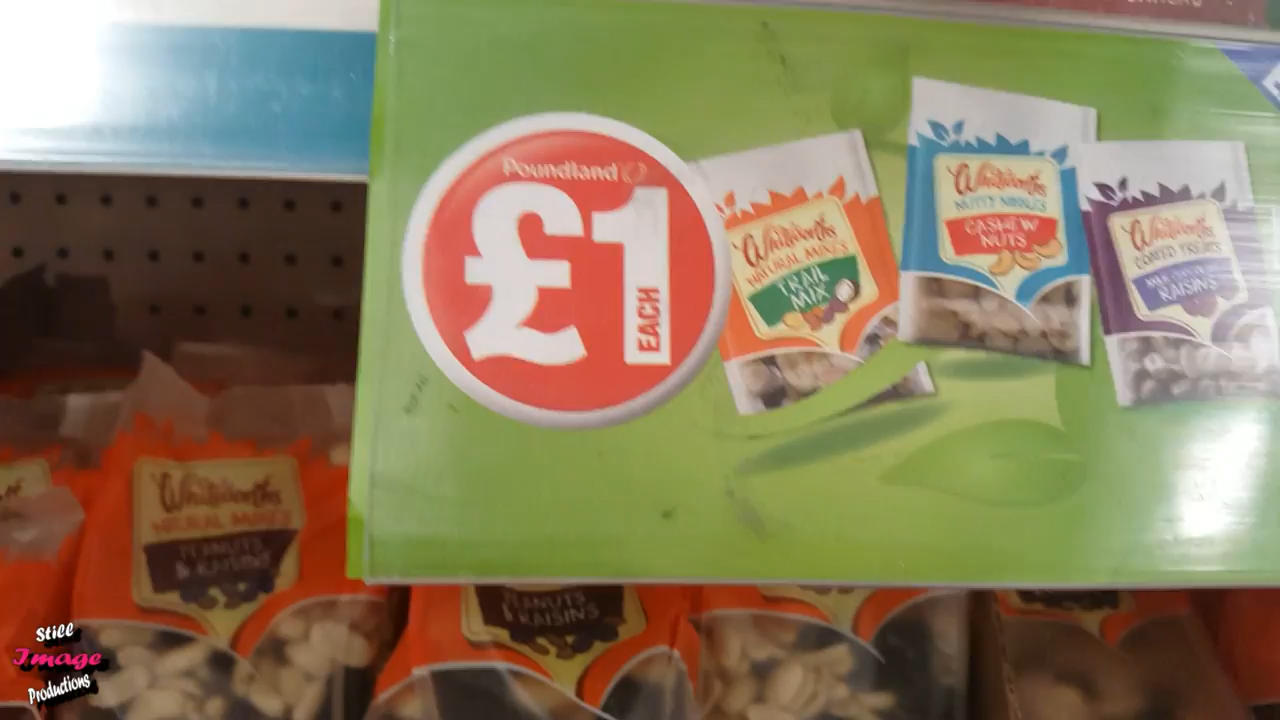 Poundland
£1
EACH
Whitworths
NATURAL MIXES
TRAIL
MIX
Whitworths
NUTTY NIBBLES
CASHEW
NUTS
Whitworths
COATED TREATS
RAISINS
Whitworths
NATURAL MIXES
PEANUTS
& RAISINS
PEANUTS
& RAISINS
Still
Image
Productions